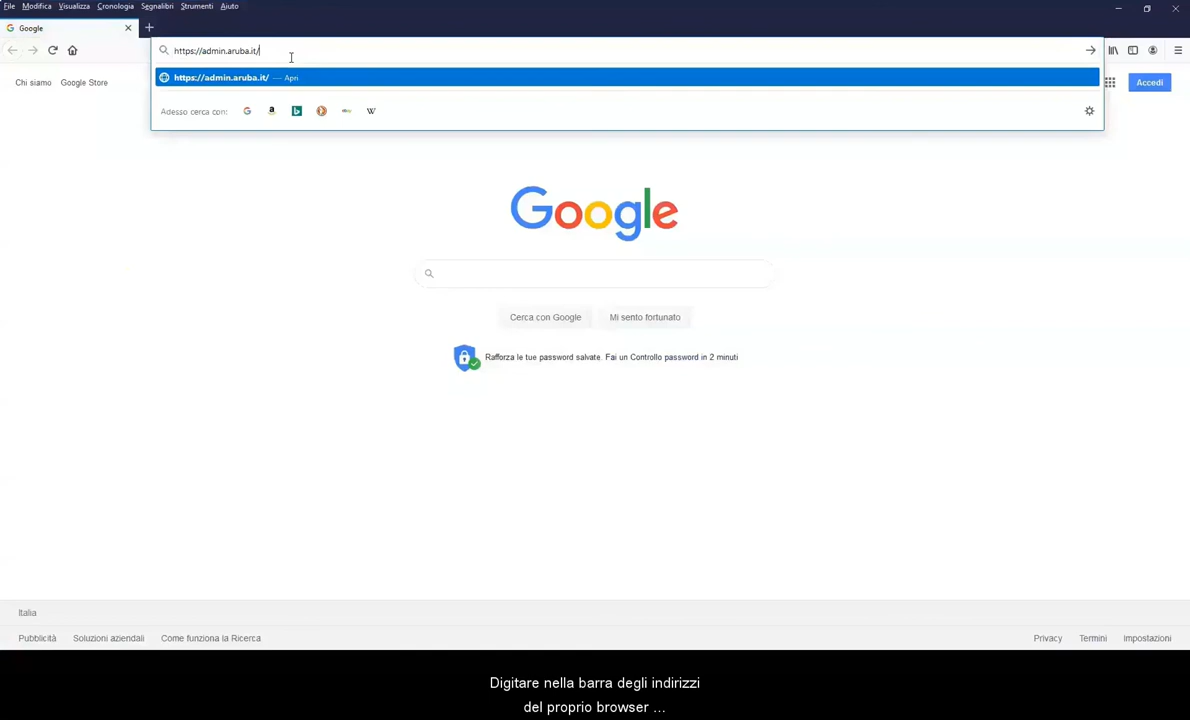 File Modifica Visualizza Cronologia Segnalibri Strumenti Aiuto
Google
https://admin.aruba.it/
https://admin.aruba.it/ — Apri
Adesso cerca con:
Chi siamo Google Store
Accedi
Google
Cerca con Google Mi sento fortunato
Rafforza le tue password salvate. Fai un Controllo password in 2 minuti
Italia
Pubblicità Soluzioni aziendali Come funziona la Ricerca Privacy Termini Impostazioni
Digitare nella barra degli indirizzi
del proprio browser ...